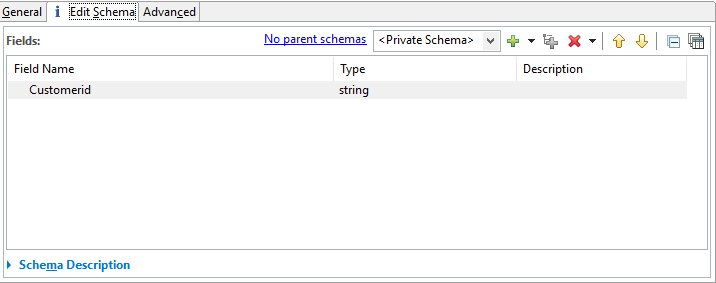 General i Edit Schema Advanced
Fields: No parent schemas <Private Schema>
Field Name Type Description
Customerid string
Schema Description